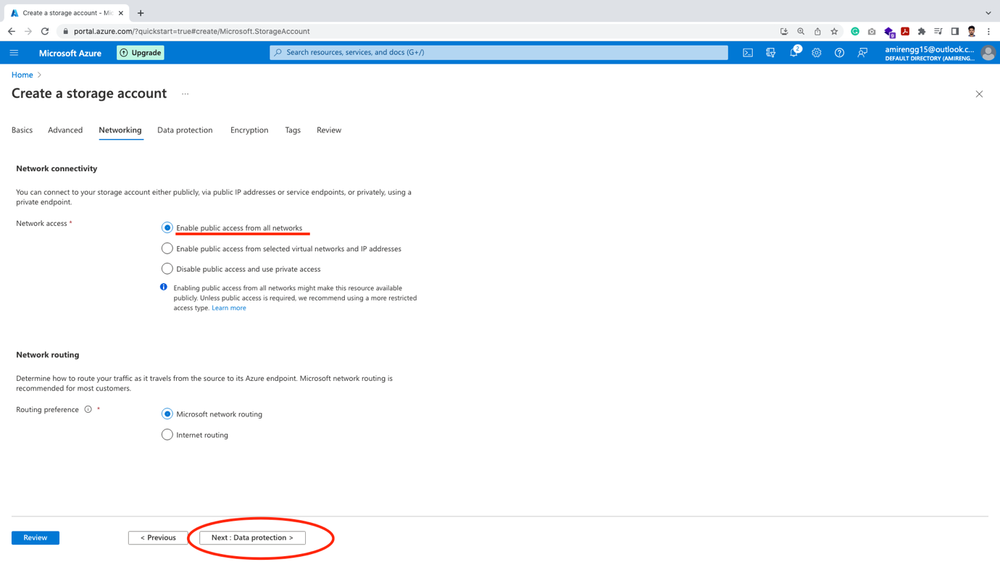 Create a storage account - Mic
portal.azure.com/?quickstart=true#create/Microsoft.StorageAccount
9
Microsoft Azure
Upgrade
Search resources, services, and docs (G+/)
2
amirengg15@outlook.c...
DEFAULT DIRECTORY (AMIRENG...
Home >
Create a storage account ...
Basics Advanced Networking Data protection Encryption Tags Review
Network connectivity
You can connect to your storage account either publicly, via public IP addresses or service endpoints, or privately, using a
private endpoint.
Network access *
Enable public access from all networks
Enable public access from selected virtual networks and IP addresses
Disable public access and use private access
Enabling public access from all networks might make this resource available
publicly. Unless public access is required, we recommend using a more restricted
access type. Learn more
Network routing
Determine how to route your traffic as it travels from the source to its Azure endpoint. Microsoft network routing is
recommended for most customers.
Routing preference *
Microsoft network routing
Internet routing
Review
< Previous
Next : Data protection >